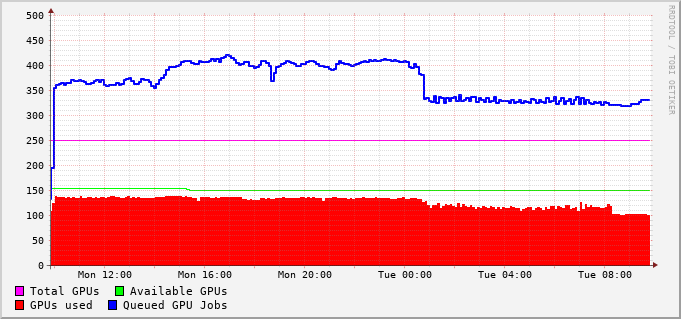 500
450
400
350
300
250
200
150
100
50
0
Mon 12:00 Mon 16:00 Mon 20:00 Tue 00:00 Tue 04:00 Tue 08:00
Total GPUs Available GPUs
GPUs used Queued GPU Jobs
RRDTOOL / TOBI OETIKER